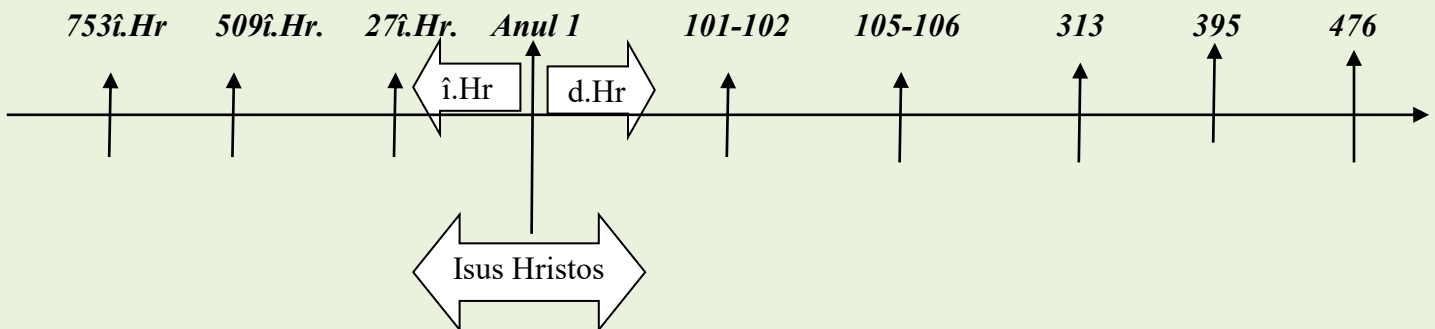 753î.Hr 509î.Hr. 27î.Hr. Anul 1 101-102 105-106 313 395 476
î.Hr d.Hr
Isus Hristos